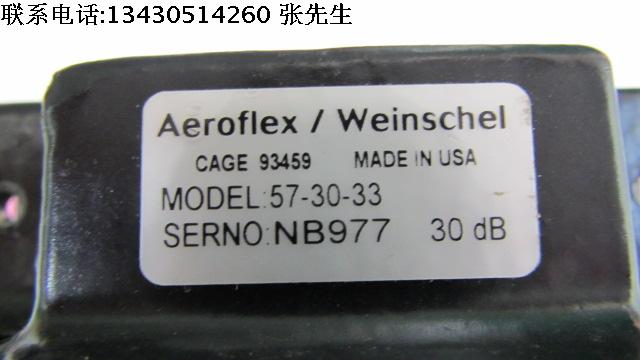 联系电话:13430514260 张先生
Aeroflex / Weinschel
CAGE 93459 MADE IN USA
MODEL:57-30-33
SERNO:NB977 30 dB